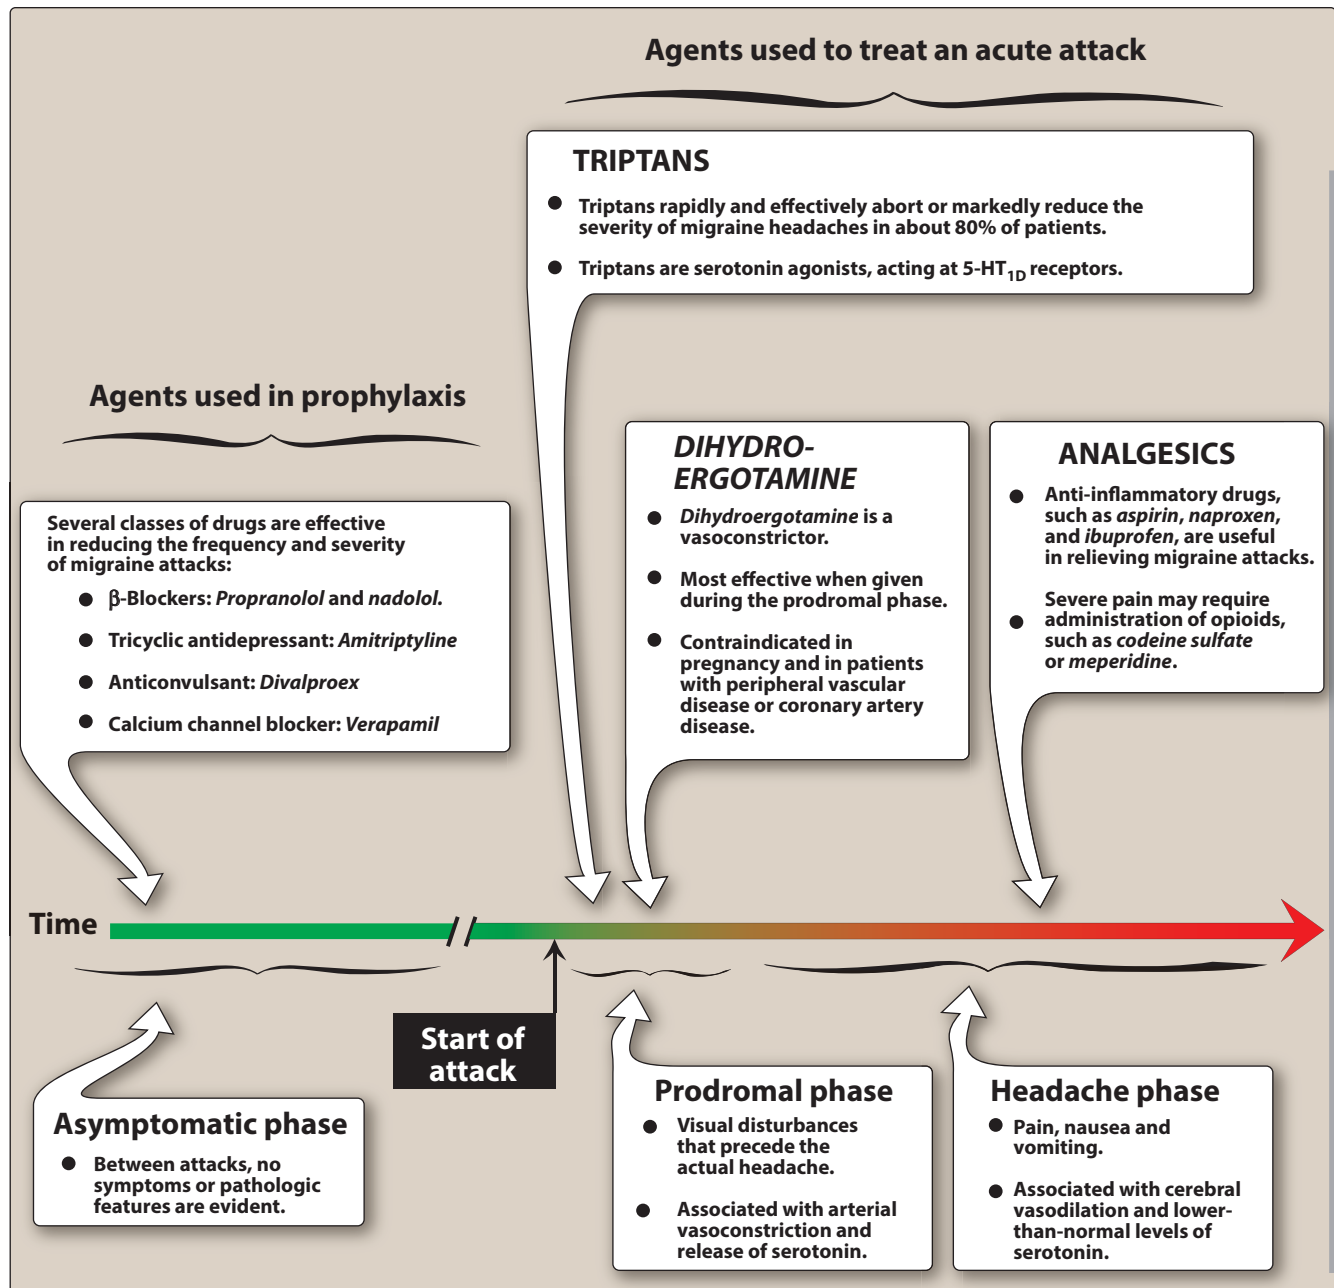 Agents used to treat an acute attack
TRIPTANS
● Triptans rapidly and effectively abort or markedly reduce the
severity of migraine headaches in about 80% of patients.
● Triptans are serotonin agonists, acting at 5-HT1D receptors.
Agents used in prophylaxis
Several classes of drugs are effective
in reducing the frequency and severity
of migraine attacks:
● β-Blockers: Propranolol and nadolol.
● Tricyclic antidepressant: Amitriptyline
● Anticonvulsant: Divalproex
● Calcium channel blocker: Verapamil
DIHYDRO-
ERGOTAMINE
● Dihydroergotamine is a
vasoconstrictor.
● Most effective when given
during the prodromal phase.
● Contraindicated in
pregnancy and in patients
with peripheral vascular
disease or coronary artery
disease.
ANALGESICS
● Anti-inflammatory drugs,
such as aspirin, naproxen,
and ibuprofen, are useful
in relieving migraine attacks.
● Severe pain may require
administration of opioids,
such as codeine sulfate
or meperidine.
Time
Start of
attack
Asymptomatic phase
● Between attacks, no
symptoms or pathologic
features are evident.
Prodromal phase
● Visual disturbances
that precede the
actual headache.
● Associated with arterial
vasoconstriction and
release of serotonin.
Headache phase
● Pain, nausea and
vomiting.
● Associated with cerebral
vasodilation and lower-
than-normal levels of
serotonin.